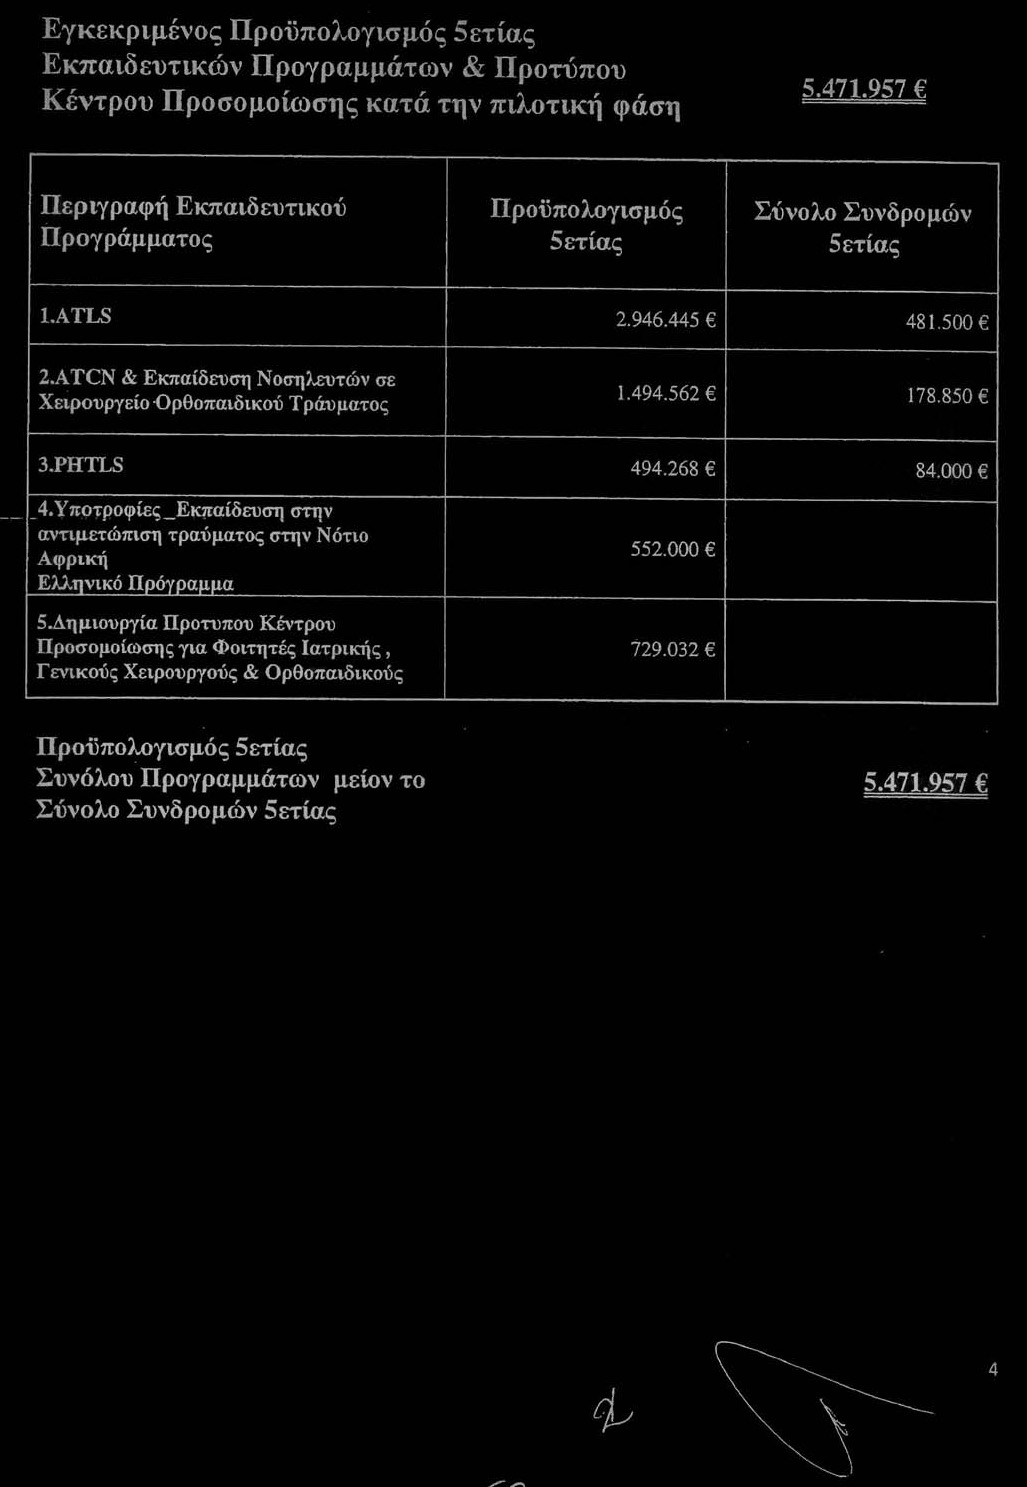 Εγκεκριμένος Προϋπολογισμός 5ετίας
Εκπαιδευτικών Προγραμμάτων & Προτύπου
Κέντρου Προσομοίωσης κατά την πιλοτική φάση
5.471.957 €
Περιγραφή Εκπαιδευτικού
Προγράμματος
Προϋπολογισμός
5ετίας
Σύνολο Συνδρομών
5ετίας
1.ATLS
2.946.445 €
481.500 €
2.ATCN & Εκπαίδευση Νοσηλευτών σε
Χειρουργείο Ορθοπαιδικού Τράυματος
1.494.562 €
178.850 €
3.PHTLS
494.268 €
84.000 €
4.Υποτροφίες_Εκπαίδευση στην
αντιμετώπιση τραύματος στην Νότιο
Αφρική
Ελληνικό Πρόγραμμα
552.000 €
5.Δημιουργία Προτυπου Κέντρου
Προσομοίωσης για Φοιτητές Ιατρικής,
Γενικούς Χειρουργούς & Ορθοπαιδικούς
729.032 €
Προϋπολογισμός 5ετίας
Συνόλου Προγραμμάτων μείον το
Σύνολο Συνδρομών 5ετίας
5.471.957 €
4